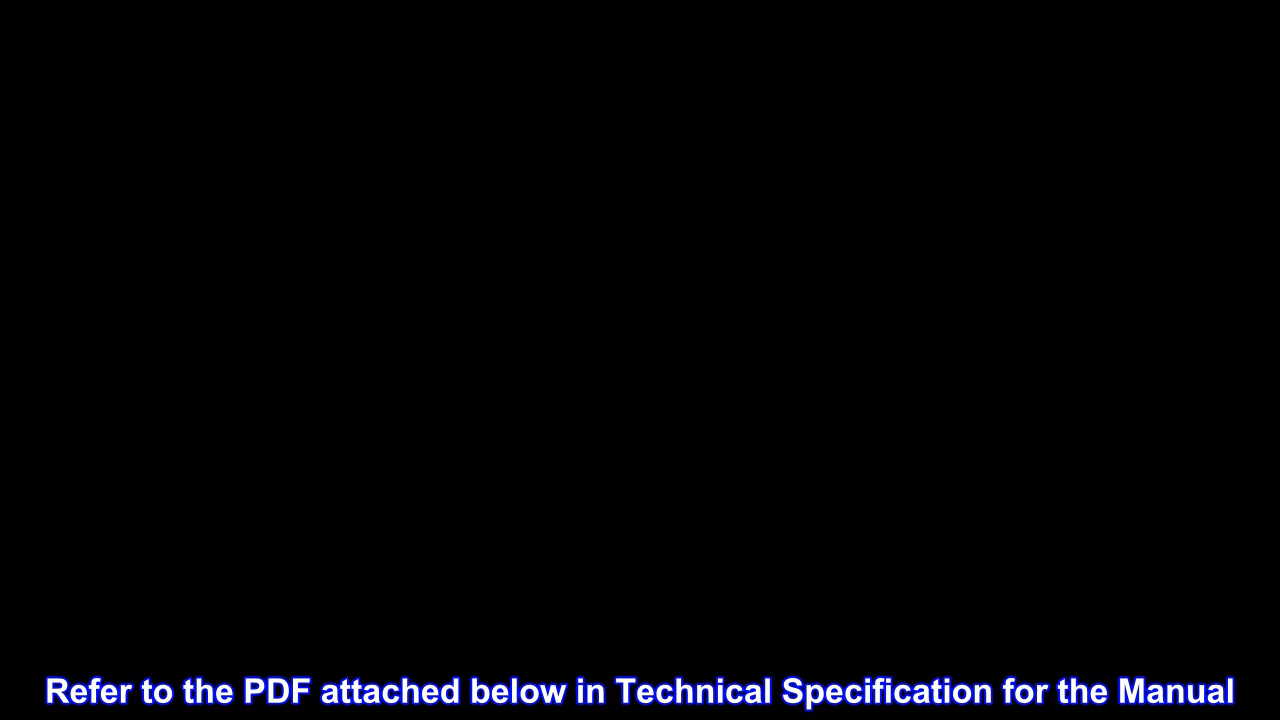 Refer to the PDF attached below in Technical Specification for the Manual